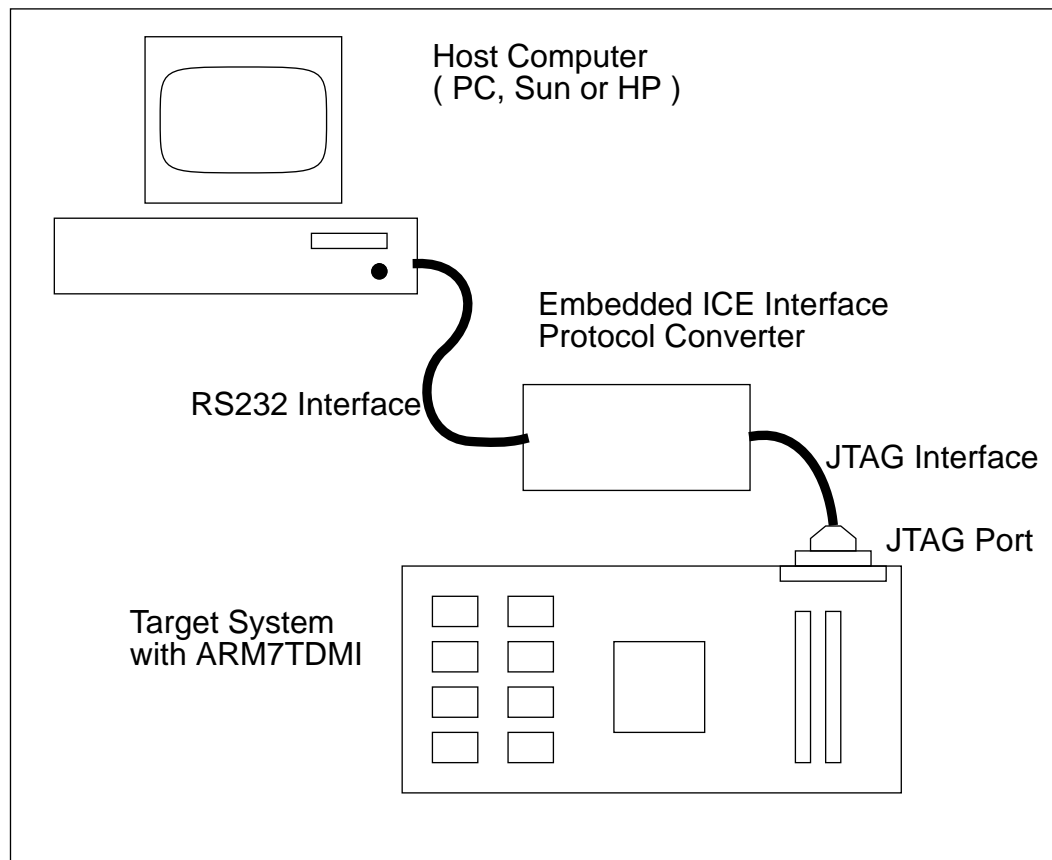 Host Computer
( PC, Sun or HP )
Embedded ICE Interface
Protocol Converter
RS232 Interface
JTAG Interface
JTAG Port
Target System
with ARM7TDMI